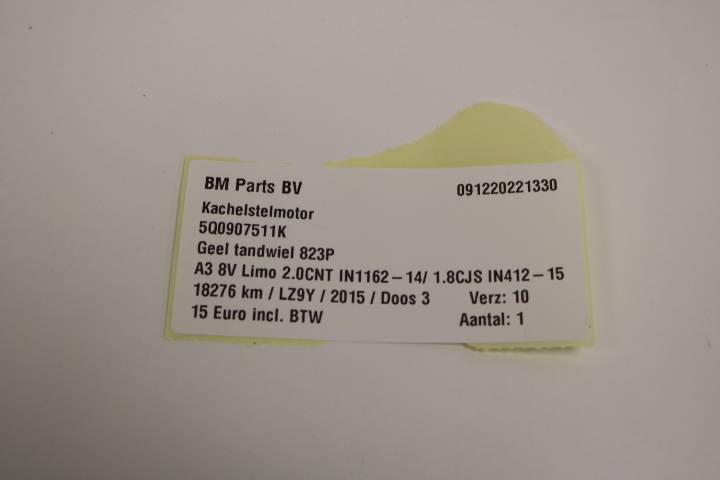 BM Parts BV 091220221330
Kachelstelmotor
5Q0907511K
Geel tandwiel 823P
A3 8V Limo 2.0CNT IN1162-14/ 1.8CJS IN412-15
18276 km / LZ9Y / 2015 / Doos 3 Verz: 10
15 Euro incl. BTW Aantal: 1